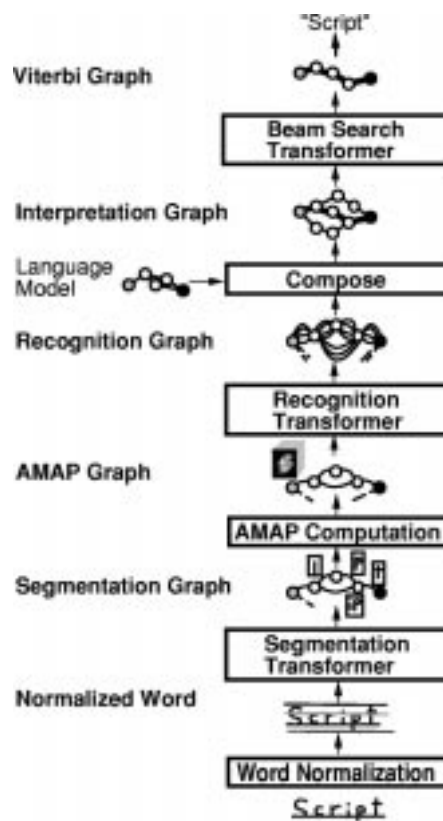 "Script"
Viterbi Graph
Beam Search
Transformer
Interpretation Graph
Language
Model
Compose
Recognition Graph
Recognition
Transformer
AMAP Graph
AMAP Computation
Segmentation Graph
Segmentation
Transformer
Normalized Word
Script
Word Normalization
Script